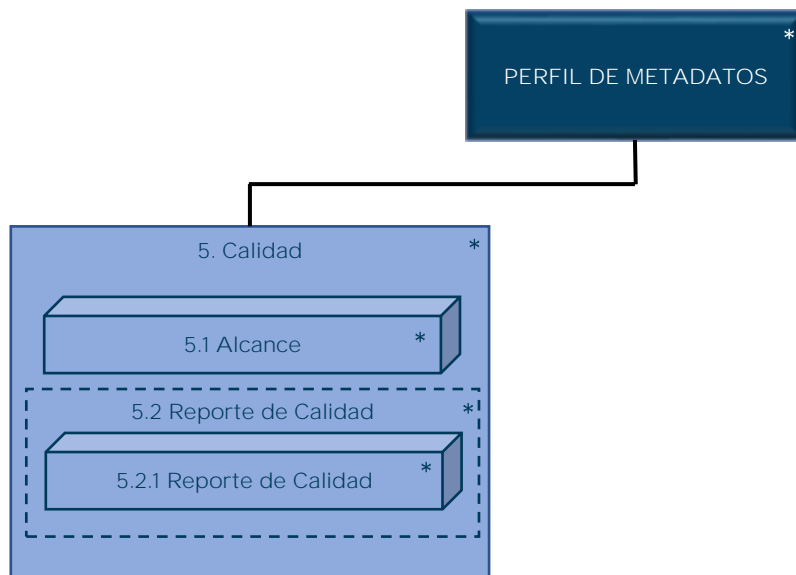 PERFIL DE METADATOS *
5. Calidad *
5.1 Alcance *
5.2 Reporte de Calidad *
5.2.1 Reporte de Calidad *